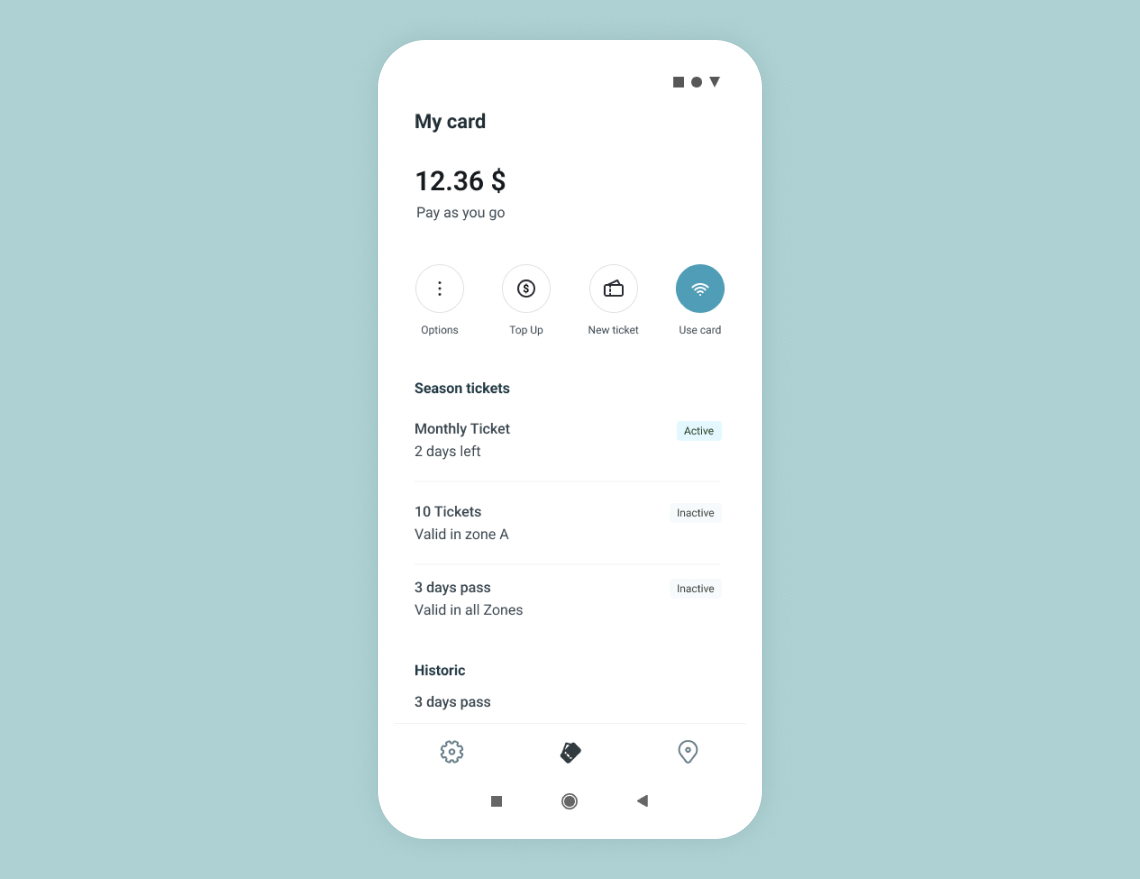 My card
12.36 $
Pay as you go
Options
Top Up
New ticket
Use card
Season tickets
Monthly Ticket
Active
2 days left
10 Tickets
Inactive
Valid in zone A
3 days pass
Inactive
Valid in all Zones
Historic
3 days pass